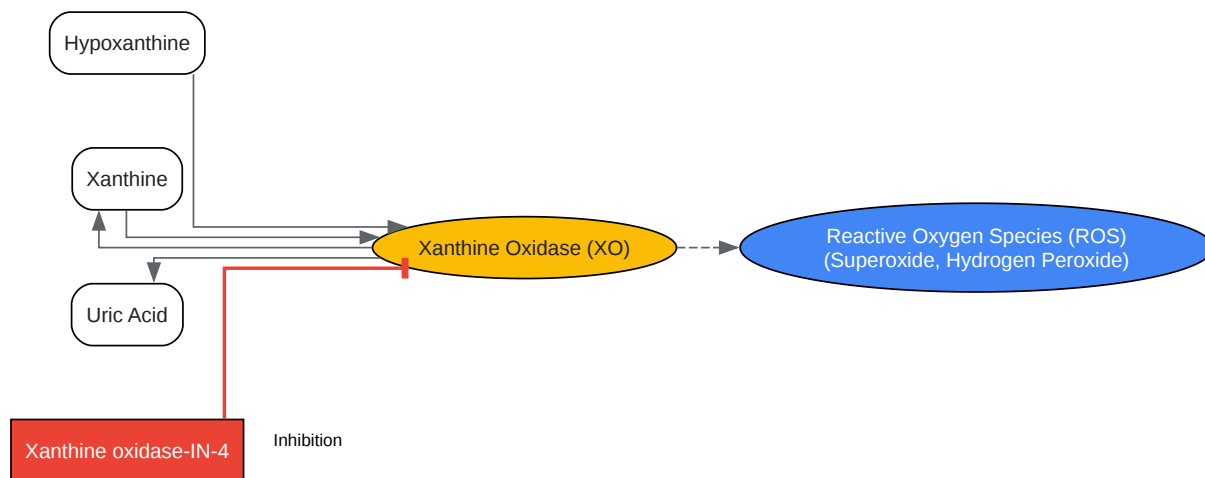 Hypoxanthine
Xanthine
Xanthine Oxidase (XO)
Reactive Oxygen Species (ROS)
(Superoxide, Hydrogen Peroxide)
Uric Acid
Xanthine oxidase-IN-4
Inhibition